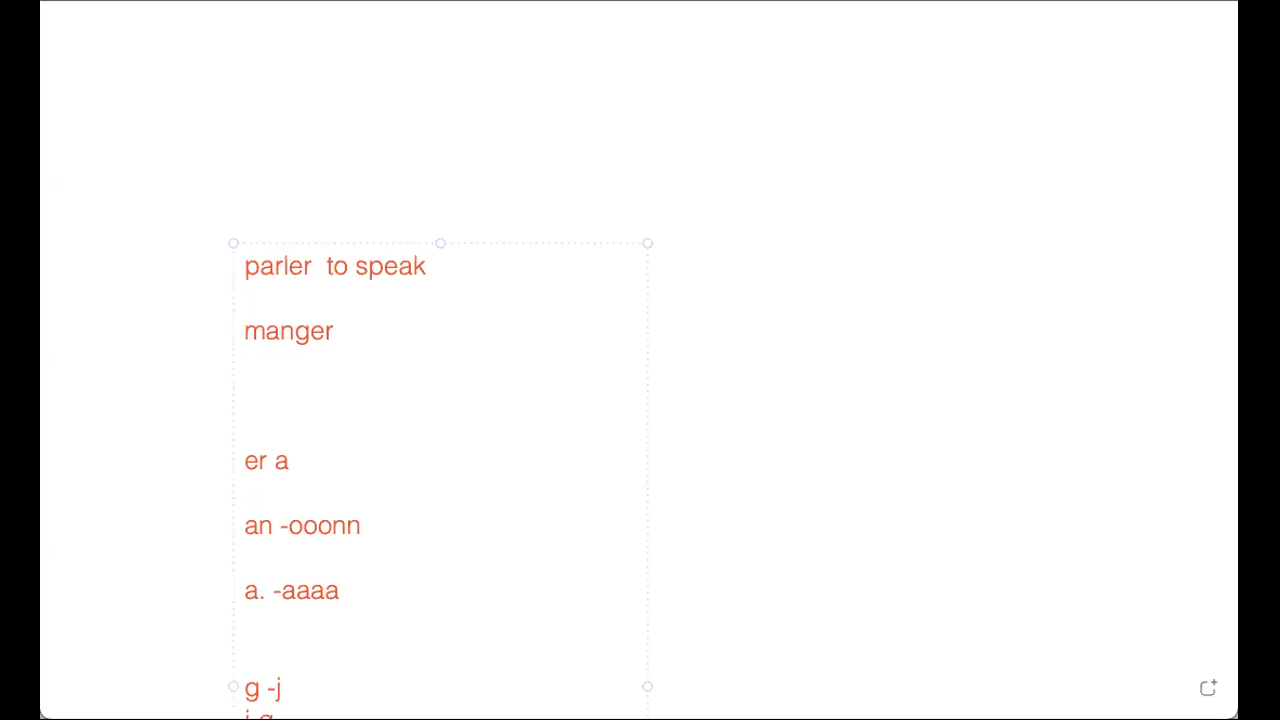 parler  to speak
manger
er a
an -ooonn
a. -aaaa
g -j